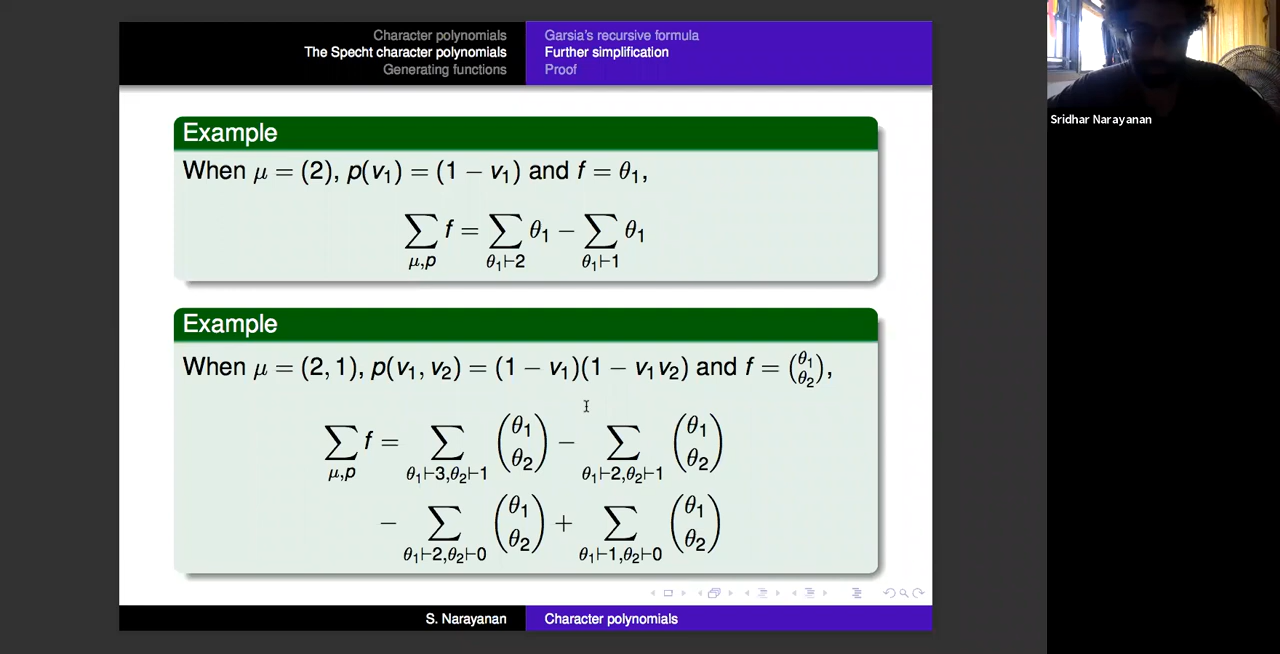 Character polynomials
The Specht character polynomials
Generating functions
Garsia's recursive formula
Further simplification
Proof
Sridhar Narayanan
Example
When μ = (2), p(v₁) = (1 − v₁) and f = θ₁,
∑_{μ,p} f = ∑_{θ₁⊢2} θ₁ − ∑_{θ₁⊢1} θ₁
Example
When μ = (2, 1), p(v₁, v₂) = (1 − v₁)(1 − v₁v₂) and f = (θ₁ θ₂),
∑_{μ,p} f = ∑_{θ₁⊢3,θ₂⊢1} (θ₁ θ₂) − ∑_{θ₁⊢2,θ₂⊢1} (θ₁ θ₂)
− ∑_{θ₁⊢2,θ₂⊢0} (θ₁ θ₂) + ∑_{θ₁⊢1,θ₂⊢0} (θ₁ θ₂)
S. Narayanan
Character polynomials